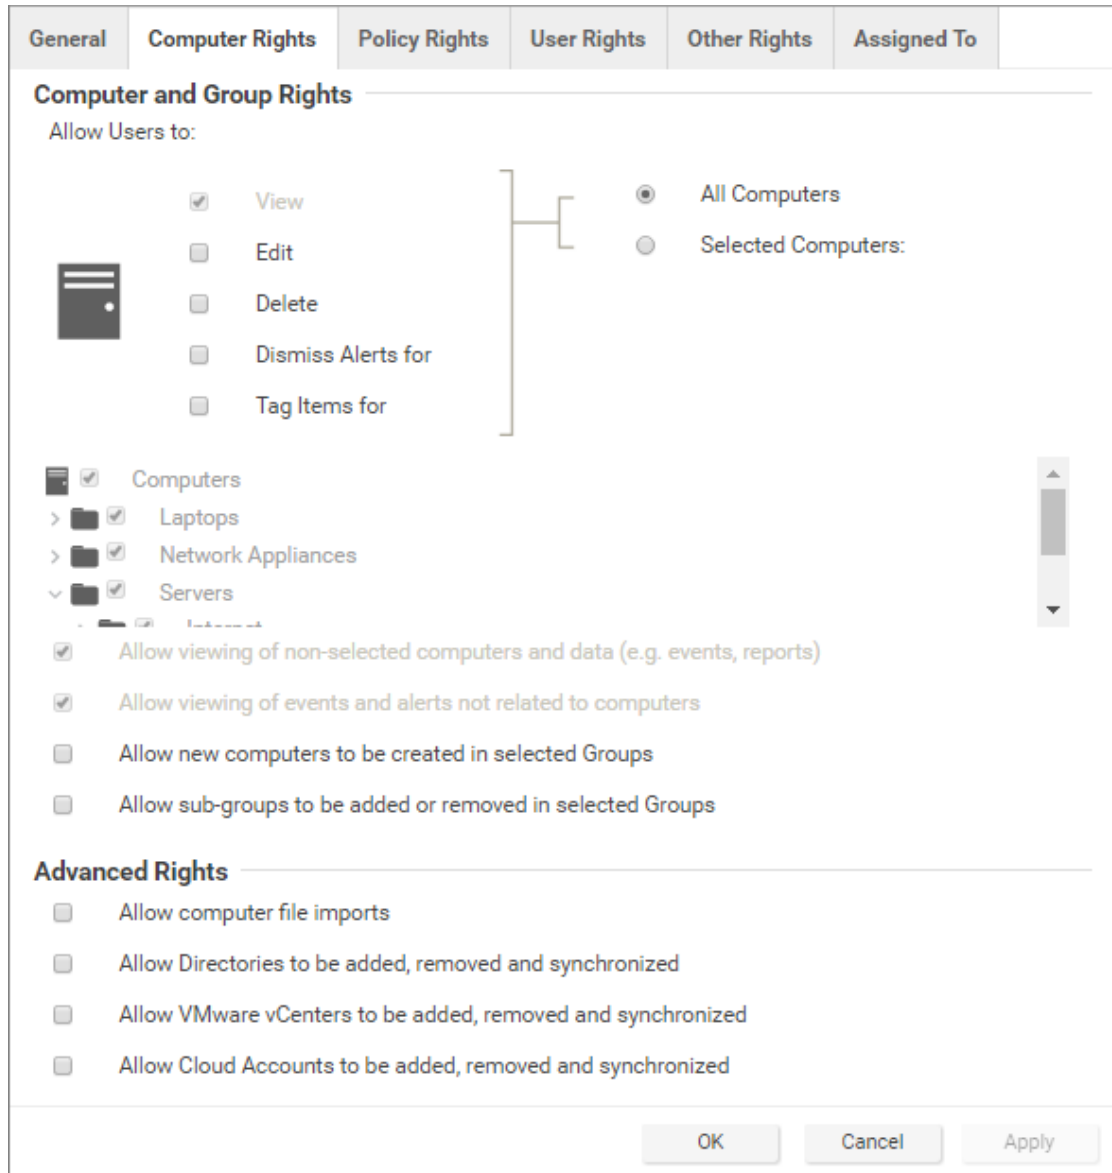 General Computer Rights Policy Rights User Rights Other Rights Assigned To
Computer and Group Rights
Allow Users to:
View
Edit
Delete
Dismiss Alerts for
Tag Items for
All Computers
Selected Computers:
Computers
Laptops
Network Appliances
Servers
Internet
Allow viewing of non-selected computers and data (e.g. events, reports)
Allow viewing of events and alerts not related to computers
Allow new computers to be created in selected Groups
Allow sub-groups to be added or removed in selected Groups
Advanced Rights
Allow computer file imports
Allow Directories to be added, removed and synchronized
Allow VMware vCenters to be added, removed and synchronized
Allow Cloud Accounts to be added, removed and synchronized
OK Cancel Apply